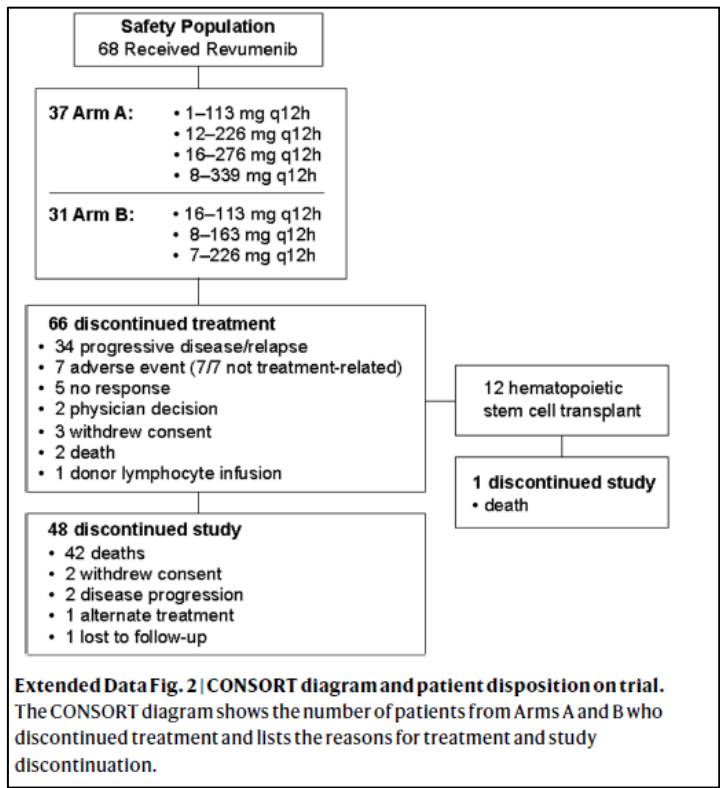 Safety Population
68 Received Revumenib
37 Arm A:
• 1–113 mg q12h
• 12–226 mg q12h
• 16–276 mg q12h
• 8–339 mg q12h
31 Arm B:
• 16–113 mg q12h
• 8–163 mg q12h
• 7–226 mg q12h
66 discontinued treatment
• 34 progressive disease/relapse
• 7 adverse event (7/7 not treatment-related)
• 5 no response
• 2 physician decision
• 3 withdrew consent
• 2 death
• 1 donor lymphocyte infusion
12 hematopoietic
stem cell transplant
1 discontinued study
• death
48 discontinued study
• 42 deaths
• 2 withdrew consent
• 2 disease progression
• 1 alternate treatment
• 1 lost to follow-up
Extended Data Fig. 2 | CONSORT diagram and patient disposition on trial.
The CONSORT diagram shows the number of patients from Arms A and B who
discontinued treatment and lists the reasons for treatment and study
discontinuation.